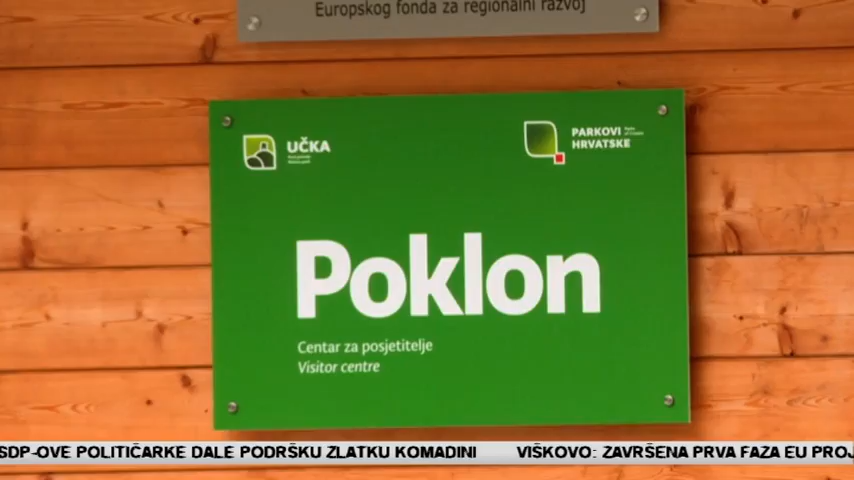 Europskog fonda za regionalni razvoj
UČKA
PARKOVI
HRVATSKE
Poklon
Centar za posjetitelje
Visitor centre
SDP-OVE POLITIČARKE DALE PODRŠKU ZLATKU KOMADINI VIŠKOVO: ZAVRŠENA PRVA FAZA EU PROJ